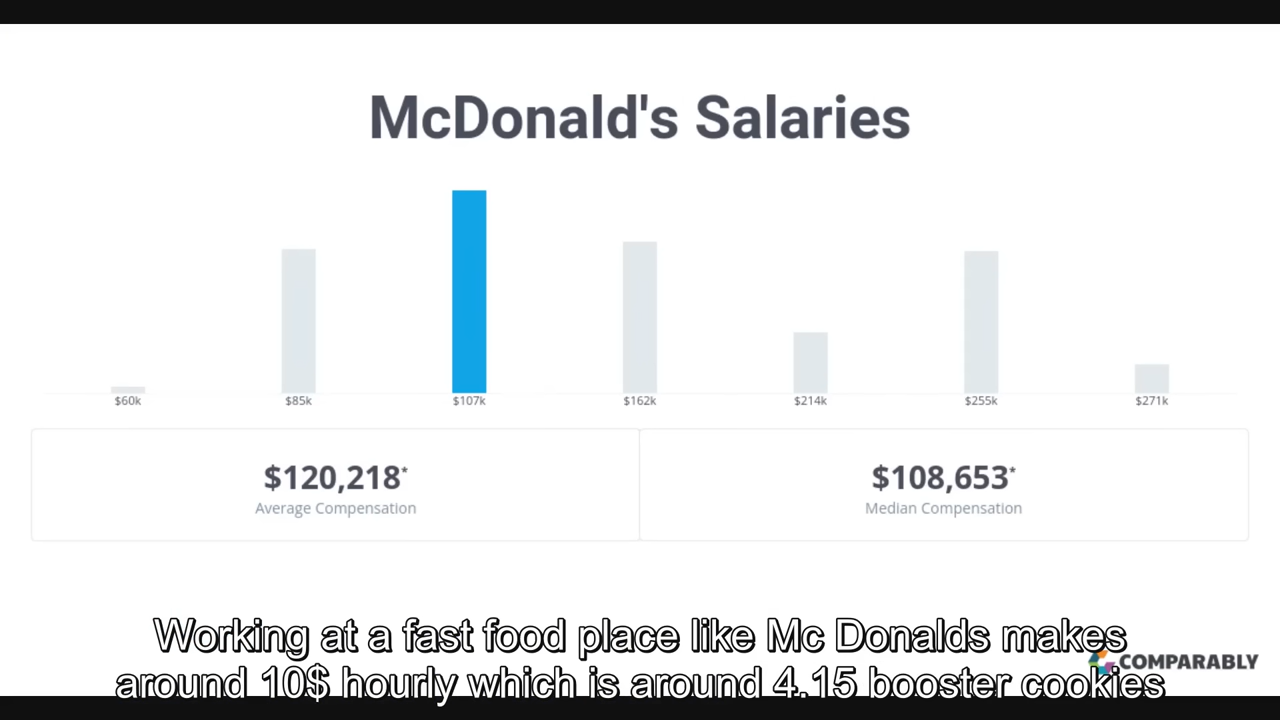 McDonald's Salaries
$60k
$85k
$107k
$162k
$214k
$255k
$271k
$120,218*
Average Compensation
$108,653*
Median Compensation
Working at a fast food place like Mc Donalds makes
around 10$ hourly which is around 4.15 booster cookies
COMPARABLY